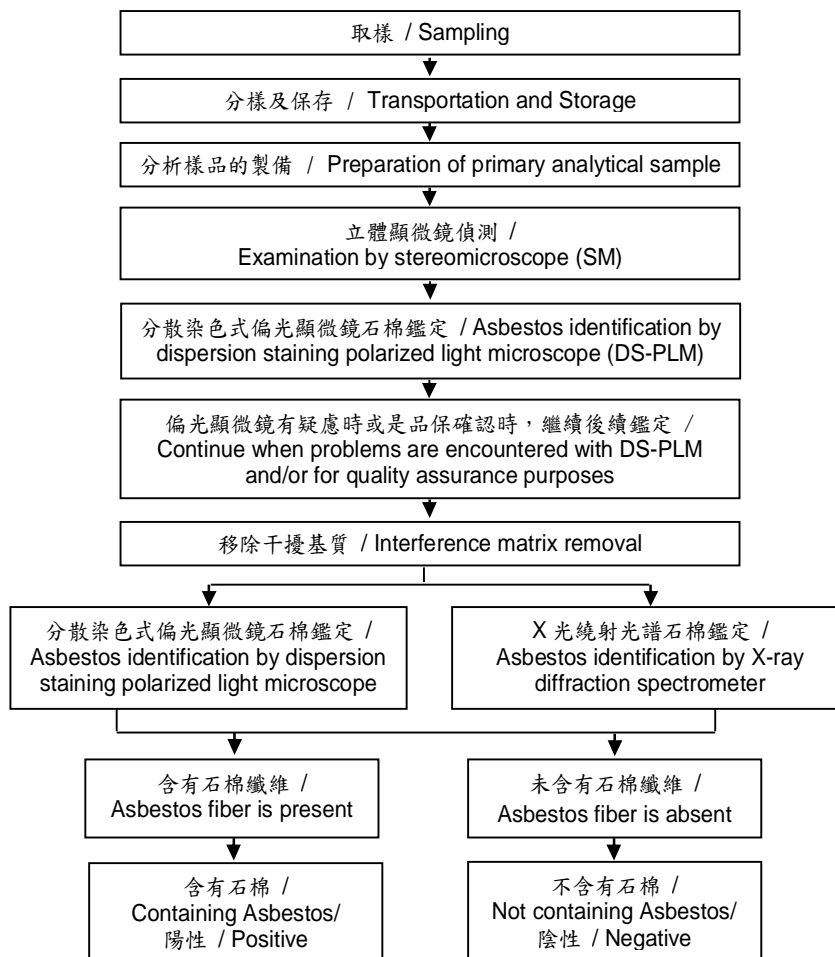 取樣 / Sampling
分樣及保存 / Transportation and Storage
分析樣品的製備 / Preparation of primary analytical sample
立體顯微鏡偵測 /
Examination by stereomicroscope (SM)
分散染色式偏光顯微鏡石棉鑑定 / Asbestos identification by
dispersion staining polarized light microscope (DS-PLM)
偏光顯微鏡有疑慮時或是品保確認時，繼續後續鑑定 /
Continue when problems are encountered with DS-PLM
and/or for quality assurance purposes
移除干擾基質 / Interference matrix removal
分散染色式偏光顯微鏡石棉鑑定 /
Asbestos identification by dispersion
staining polarized light microscope
X 光繞射光譜石棉鑑定 /
Asbestos identification by X-ray
diffraction spectrometer
含有石棉纖維 /
Asbestos fiber is present
未含有石棉纖維 /
Asbestos fiber is absent
含有石棉 /
Containing Asbestos/
陽性 / Positive
不含有石棉 /
Not containing Asbestos/
陰性 / Negative